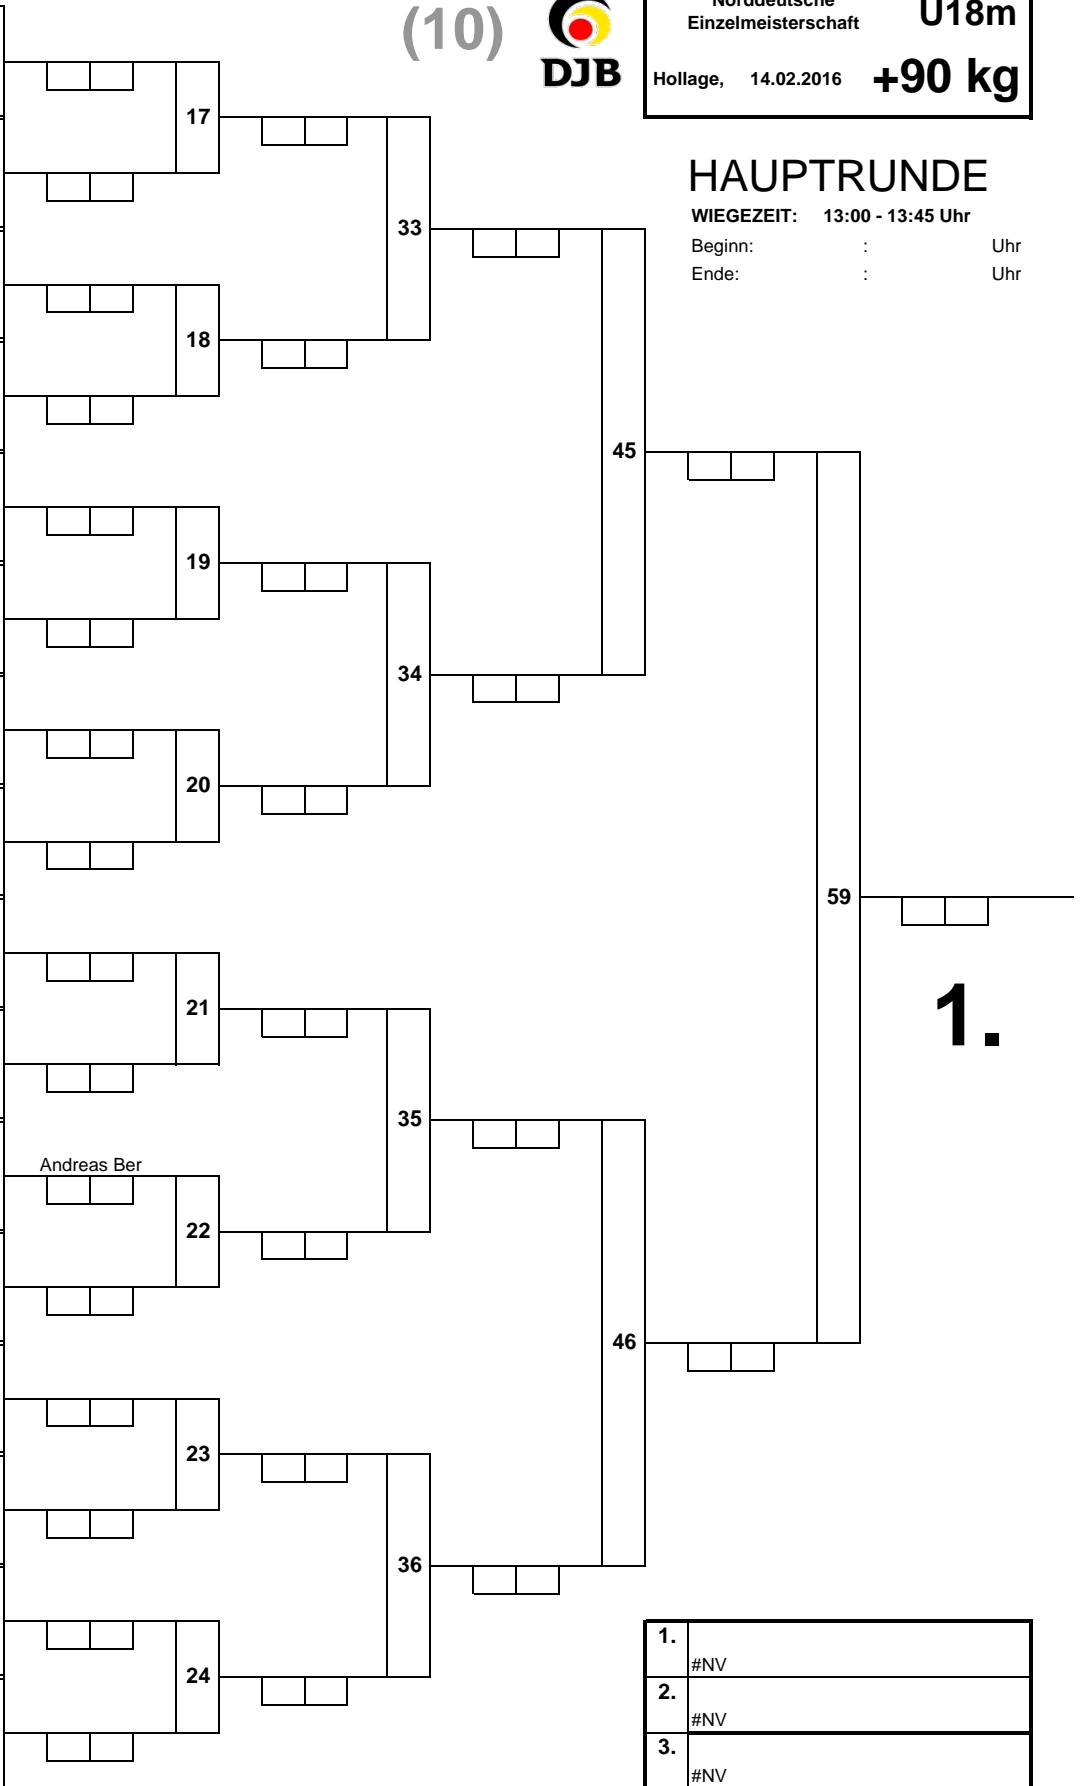 (10)
DJB
Norddeutsche
Einzelmeisterschaft
U18m
Hollage, 14.02.2016 +90 kg
HAUPTRUNDE
WIEGEZEIT: 13:00 - 13:45 Uhr
Beginn: : Uhr
Ende: : Uhr
17
33
18
45
19
34
20
59
21
1.
35
Andreas Ber
22
46
23
36
24
1.
#NV
2.
#NV
3.
#NV